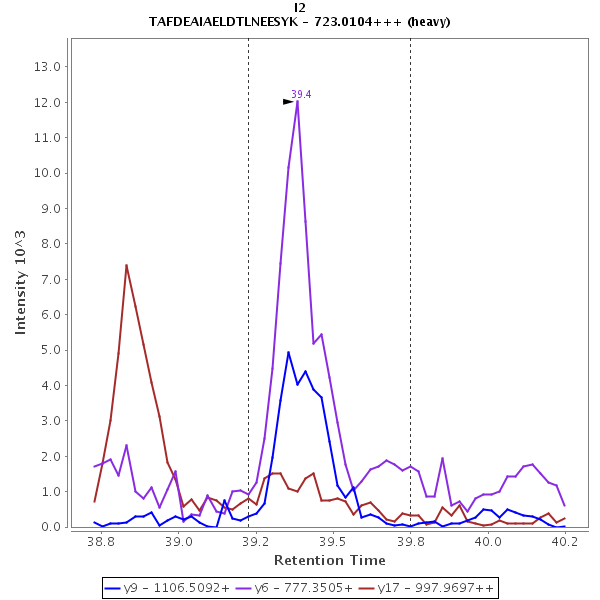 I2
TAFDEAIAELDTLNEESYK - 723.0104+++ (heavy)
Intensity 10^3
13.0
12.0
11.0
10.0
9.0
8.0
7.0
6.0
5.0
4.0
3.0
2.0
1.0
0.0
39.4
38.8 39.0 39.2 39.5 39.8 40.0 40.2
Retention Time
y9 - 1106.5092+ y6 - 777.3505+ y17 - 997.9697++